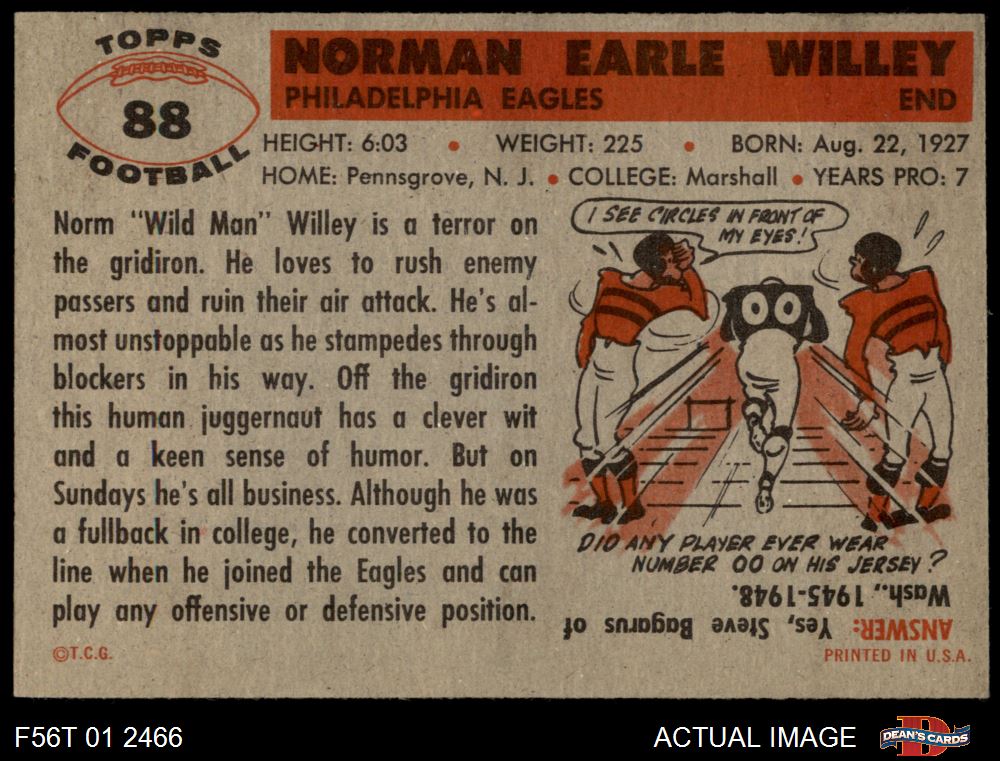 TOPPS
88
FOOTBALL
NORMAN EARLE WILLEY
PHILADELPHIA EAGLES END
HEIGHT: 6:03 • WEIGHT: 225 • BORN: Aug. 22, 1927
HOME: Pennsgrove, N. J. • COLLEGE: Marshall • YEARS PRO: 7
Norm "Wild Man" Willey is a terror on
the gridiron. He loves to rush enemy
passers and ruin their air attack. He's al-
most unstoppable as he stampedes through
blockers in his way. Off the gridiron
this human juggernaut has a clever wit
and a keen sense of humor. But on
Sundays he's all business. Although he was
a fullback in college, he converted to the
line when he joined the Eagles and can
play any offensive or defensive position.
©T.C.G.
I SEE CIRCLES IN FRONT OF
MY EYES!
00
DID ANY PLAYER EVER WEAR
NUMBER 00 ON HIS JERSEY?
ANSWER: Yes, Steve Bagarus of
Wash., 1945-1948.
PRINTED IN U.S.A.
F56T 01 2466
ACTUAL IMAGE
D
DEAN'S CARDS